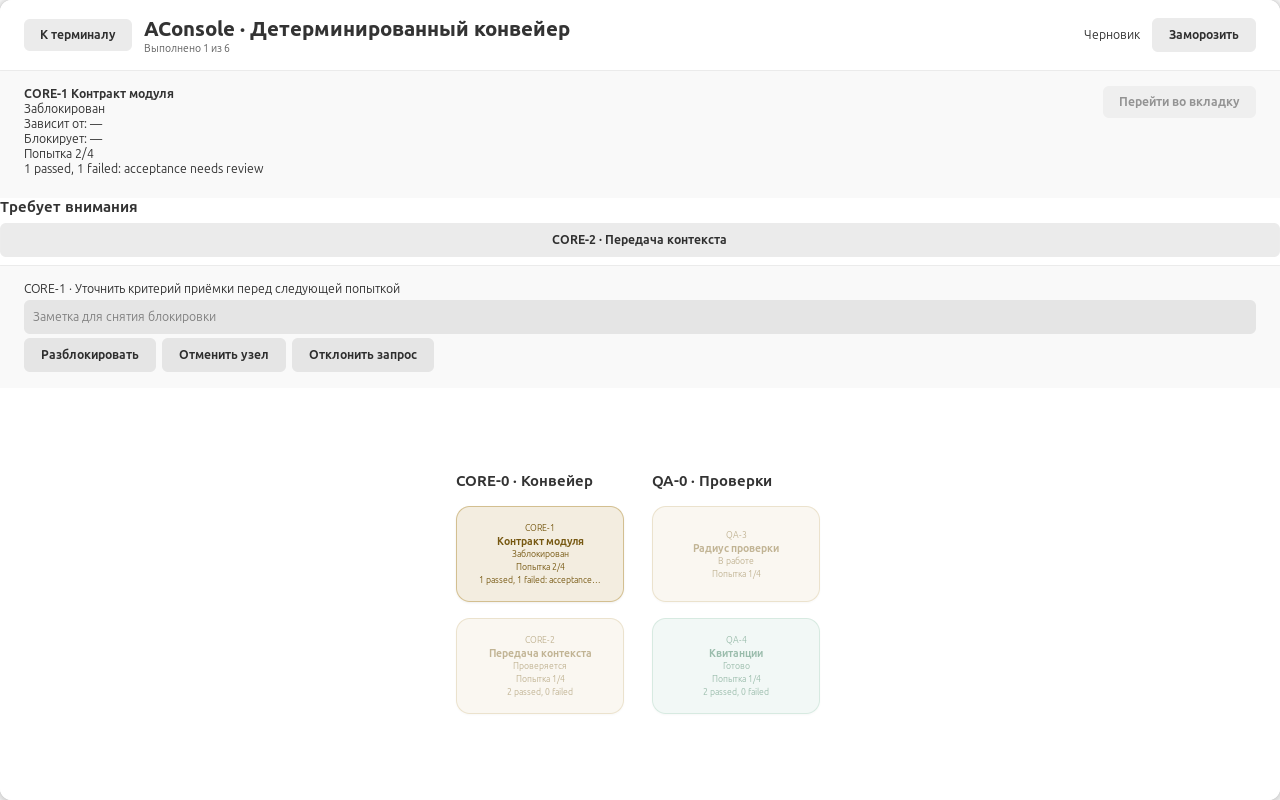 К терминалу
AConsole · Детерминированный конвейер
Выполнено 1 из 6
Черновик
Заморозить
CORE-1 Контракт модуля
Заблокирован
Зависит от: —
Блокирует: —
Попытка 2/4
1 passed, 1 failed: acceptance needs review
Перейти во вкладку
Требует внимания
CORE-2 · Передача контекста
CORE-1 · Уточнить критерий приёмки перед следующей попыткой
Заметка для снятия блокировки
Разблокировать
Отменить узел
Отклонить запрос
CORE-0 · Конвейер
CORE-1
Контракт модуля
Заблокирован
Попытка 2/4
1 passed, 1 failed: acceptance…
CORE-2
Передача контекста
Проверяется
Попытка 1/4
2 passed, 0 failed
QA-0 · Проверки
QA-3
Радиус проверки
В работе
Попытка 1/4
QA-4
Квитанции
Готово
Попытка 1/4
2 passed, 0 failed